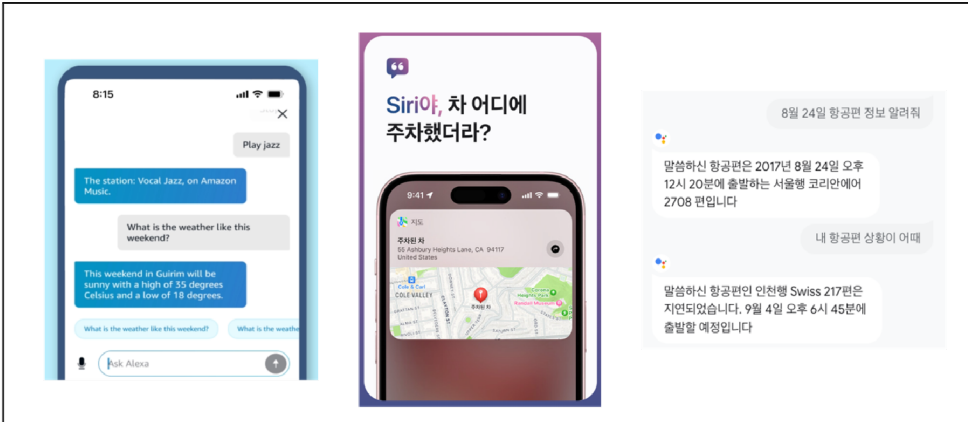 8:15
Play jazz
The station: Vocal Jazz, on Amazon
Music.
What is the weather like this
weekend?
This weekend in Guirim will be
sunny with a high of 35 degrees
Celsius and a low of 18 degrees.
What is the weather like this weekend?
What is the weathe
Ask Alexa
Siri야, 차 어디에
주차했더라?
9:41
지도
주차된 차
56 Ashbury Heights Lane, CA 94117
United States
Cole & Carl
COLE VALLEY
Corona
Heights Park
Randall Museum
주차된 차
8월 24일 항공편 정보 알려줘
말씀하신 항공편은 2017년 8월 24일 오후
12시 20분에 출발하는 서울행 코리안에어
2708 편입니다
내 항공편 상황이 어때
말씀하신 항공편인 인천행 Swiss 217편은
지연되었습니다. 9월 4일 오후 6시 45분에
출발할 예정입니다